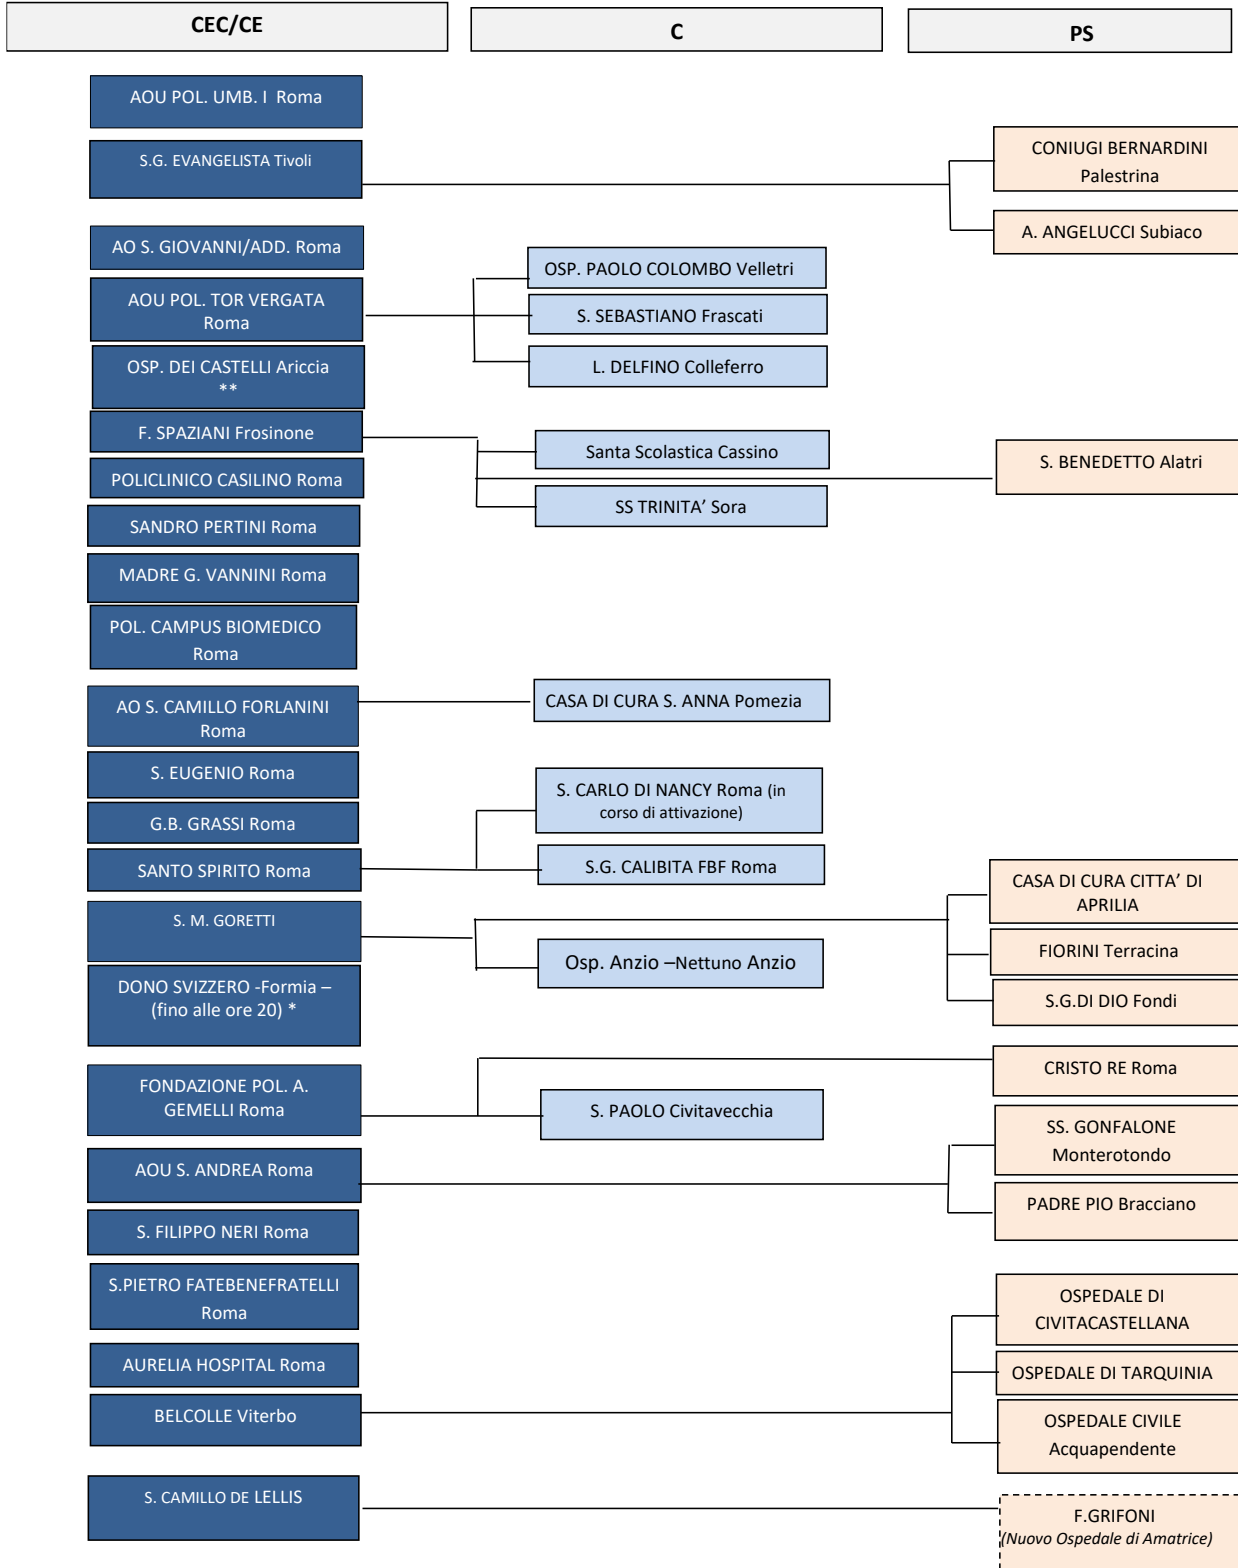 CEC/CE
C
PS
AOU POL. UMB. I  Roma
S.G. EVANGELISTA Tivoli
CONIUGI BERNARDINI
Palestrina
A. ANGELUCCI Subiaco
AO S. GIOVANNI/ADD. Roma
AOU POL. TOR VERGATA
Roma
OSP. PAOLO COLOMBO Velletri
S. SEBASTIANO Frascati
L. DELFINO Colleferro
OSP. DEI CASTELLI Ariccia
**
F. SPAZIANI Frosinone
Santa Scolastica Cassino
SS TRINITA’ Sora
S. BENEDETTO Alatri
POLICLINICO CASILINO Roma
SANDRO PERTINI Roma
MADRE G. VANNINI Roma
POL. CAMPUS BIOMEDICO
Roma
AO S. CAMILLO FORLANINI
Roma
CASA DI CURA S. ANNA Pomezia
S. EUGENIO Roma
G.B. GRASSI Roma
SANTO SPIRITO Roma
S. CARLO DI NANCY Roma (in
corso di attivazione)
S.G. CALIBITA FBF Roma
S. M. GORETTI
Osp. Anzio –Nettuno Anzio
CASA DI CURA CITTA’ DI
APRILIA
FIORINI Terracina
S.G.DI DIO Fondi
DONO SVIZZERO -Formia –
(fino alle ore 20) *
FONDAZIONE POL. A.
GEMELLI Roma
S. PAOLO Civitavecchia
CRISTO RE Roma
AOU S. ANDREA Roma
SS. GONFALONE
Monterotondo
PADRE PIO Bracciano
S. FILIPPO NERI Roma
S.PIETRO FATEBENEFRATELLI
Roma
AURELIA HOSPITAL Roma
BELCOLLE Viterbo
OSPEDALE DI
CIVITACASTELLANA
OSPEDALE DI TARQUINIA
OSPEDALE CIVILE
Acquapendente
S. CAMILLO DE LELLIS
F.GRIFONI
(Nuovo Ospedale di Amatrice)